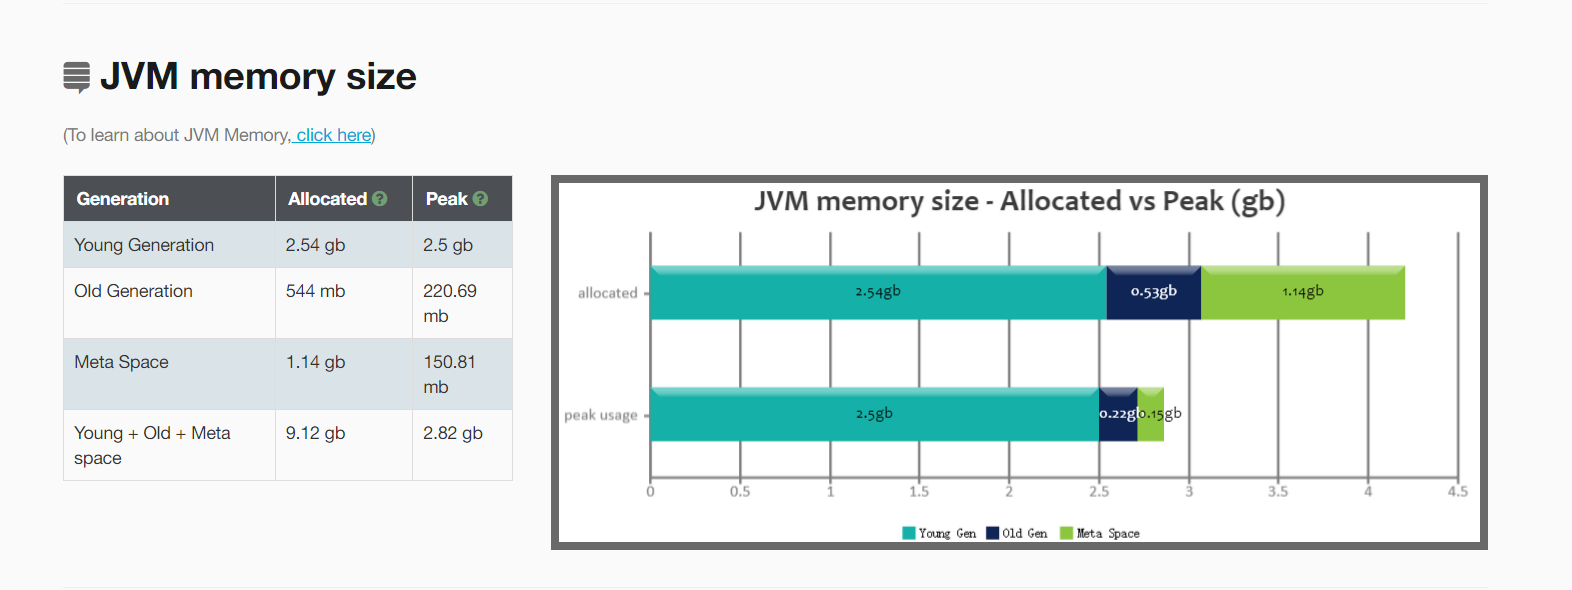 JVM memory size
(To learn about JVM Memory, click here)
Generation Allocated ? Peak ?
Young Generation 2.54 gb 2.5 gb
Old Generation 544 mb 220.69
mb
Meta Space 1.14 gb 150.81
mb
Young + Old + Meta 9.12 gb 2.82 gb
space
JVM memory size - Allocated vs Peak (gb)
allocated 2.54gb 0.53gb 1.14gb
peak usage 2.5gb 0.22gb 0.15gb
0 0.5 1 1.5 2 2.5 3 3.5 4 4.5
Young Gen Old Gen Meta Space